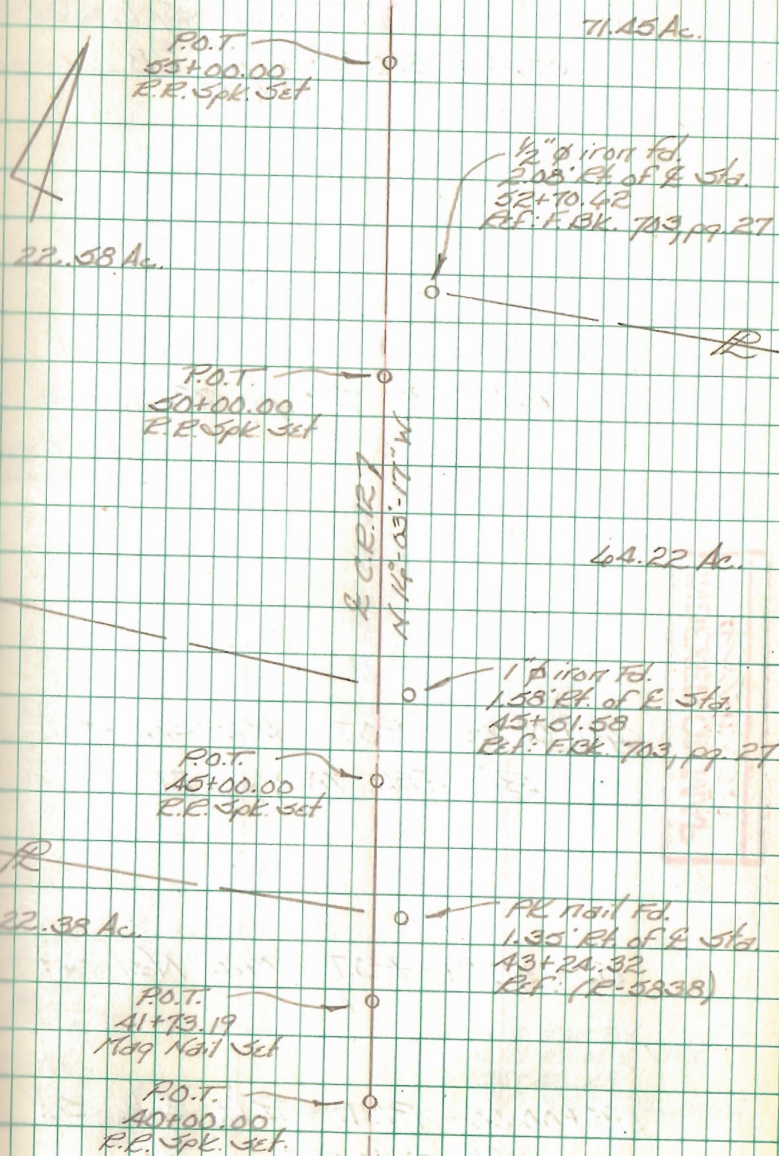 71.45 Ac.
P.O.T.
55+00.00
R.R. Spk. Set
1/2" ø iron fd.
2.08' Rt. of ℄ Sta.
52+70.42
Ref: F.Bk. 703, pg. 27
22.58 Ac.
PL
P.O.T.
50+00.00
R.R. Spk. Set
℄ C.R. 127
N 14°-03'-17" W
64.22 Ac.
1" ø iron Fd.
1.58' Rt. of ℄ Sta.
45+61.58
Ref: F.Bk. 703, pg. 27
P.O.T.
45+00.00
R.R. Spk. Set
PL
22.38 Ac.
PK nail Fd.
1.35' Rt. of ℄ Sta.
43+24.32
Ref: (R-5838)
P.O.T.
41+73.19
Mag Nail Set
P.O.T.
40+00.00
R.R. Spk. Set.